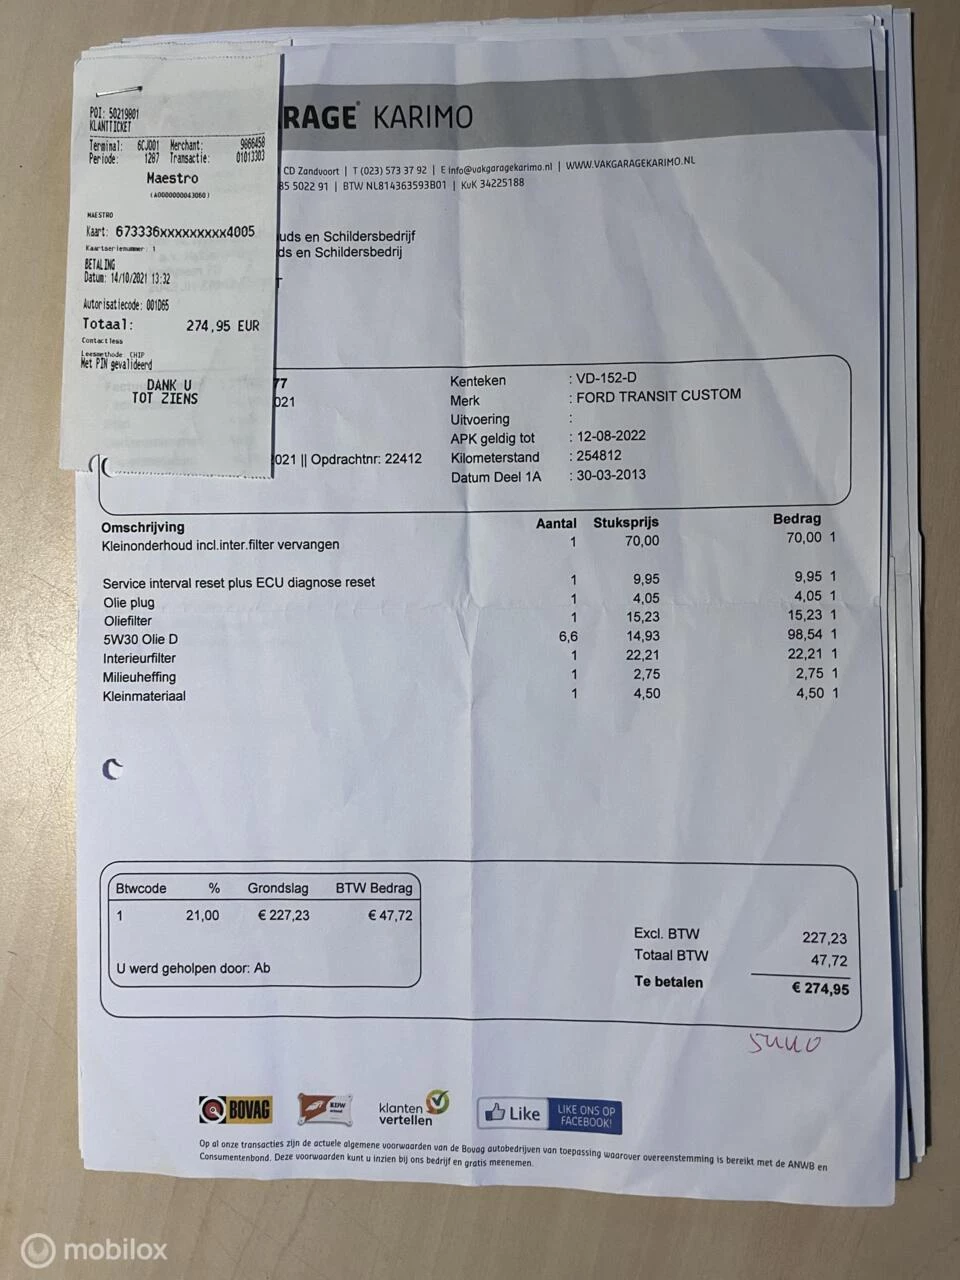 POI: 50219801
KLANTTICKET
Terminal: 6CJ001 Merchant: 9866458
Periode: 1287 Transactie: 01013303
Maestro
(A0000000043060)
MAESTRO
Kaart: 673336xxxxxxxxx4005
Kaartserienummer: 1
BETALING
Datum: 14/10/2021 13:32
Autorisatiecode: 001D65
Totaal: 274,95 EUR
Contactless
Leesmethode: CHIP
Met PIN gevalideerd
DANK U
TOT ZIENS
RAGE® KARIMO
CD Zandvoort | T (023) 573 37 92 | E info@vakgaragekarimo.nl | WWW.VAKGARAGEKARIMO.NL
85 5022 91 | BTW NL814363593B01 | KvK 34225188
uds en Schildersbedrijf
ds en Schildersbedrij
T
77
021
021 || Opdrachtnr: 22412
Kenteken : VD-152-D
Merk : FORD TRANSIT CUSTOM
Uitvoering :
APK geldig tot : 12-08-2022
Kilometerstand : 254812
Datum Deel 1A : 30-03-2013
Omschrijving Aantal Stuksprijs Bedrag
Kleinonderhoud incl.inter.filter vervangen 1 70,00 70,00 1
Service interval reset plus ECU diagnose reset 1 9,95 9,95 1
Olie plug 1 4,05 4,05 1
Oliefilter 1 15,23 15,23 1
5W30 Olie D 6,6 14,93 98,54 1
Interieurfilter 1 22,21 22,21 1
Milieuheffing 1 2,75 2,75 1
Kleinmateriaal 1 4,50 4,50 1
Btwcode % Grondslag BTW Bedrag
1 21,00 € 227,23 € 47,72
U werd geholpen door: Ab
Excl. BTW 227,23
Totaal BTW 47,72
Te betalen € 274,95
BOVAG
klanten
vertellen
Like
LIKE ONS OP
FACEBOOK!
Op al onze transacties zijn de actuele algemene voorwaarden van de Bovag autobedrijven van toepassing waarover overeenstemming is bereikt met de ANWB en
Consumentenbond. Deze voorwaarden kunt u inzien bij ons bedrijf en gratis meenemen.
mobilox